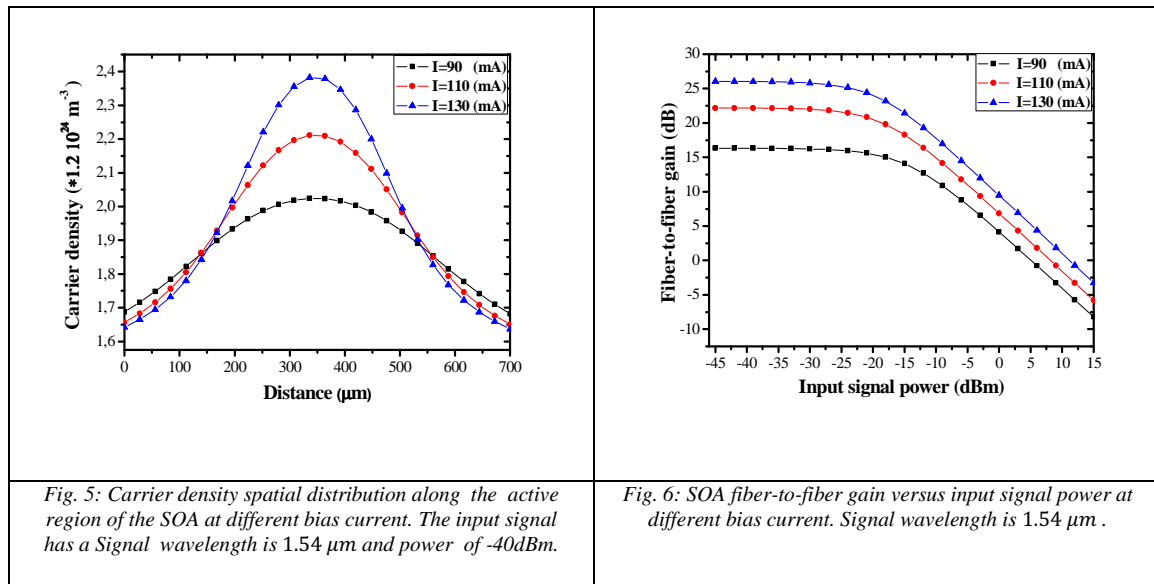 2,4
2,3
2,2
2,1
2,0
1,9
1,8
1,7
1,6
0 100 200 300 400 500 600 700
Carrier density (*1.2 10^24 m^-3)
Distance (µm)
I=90 (mA)
I=110 (mA)
I=130 (mA)
Fig. 5: Carrier density spatial distribution along the active
region of the SOA at different bias current. The input signal
has a Signal wavelength is 1.54 µm and power of -40dBm.
30
25
20
15
10
5
0
-5
-10
-45 -40 -35 -30 -25 -20 -15 -10 -5 0 5 10 15
Fiber-to-fiber gain (dB)
Input signal power (dBm)
I=90 (mA)
I=110 (mA)
I=130 (mA)
Fig. 6: SOA fiber-to-fiber gain versus input signal power at
different bias current. Signal wavelength is 1.54 µm .